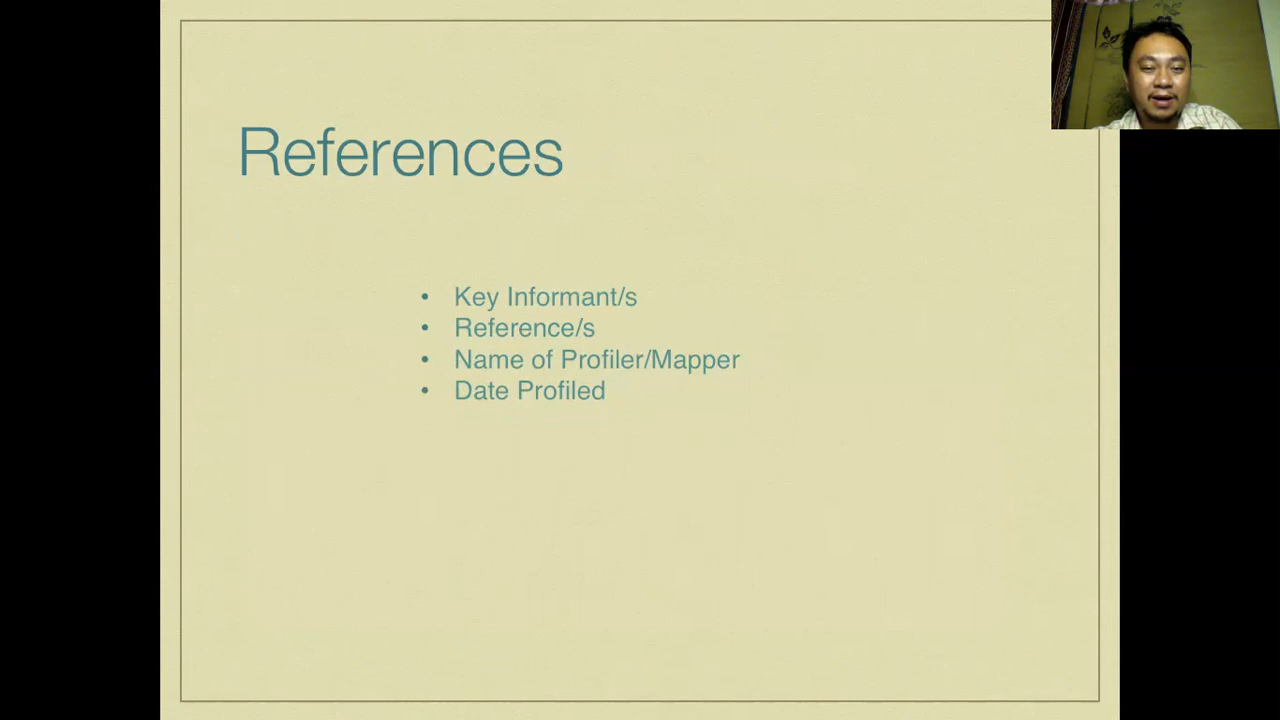 References
• Key Informant/s
• Reference/s
• Name of Profiler/Mapper
• Date Profiled